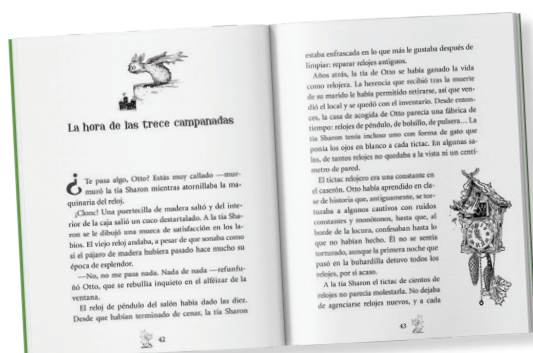 La hora de las trece campanadas
¿Te pasa algo, Otto? Estás muy callado —mur-
muró la tía Sharon mientras atornillaba la ma-
quinaria del reloj.
¡Clonc! Una puertecilla de madera saltó y del inte-
rior de la caja salió un cuco destartalado. A la tía Sha-
ron se le dibujó una mueca de satisfacción en los la-
bios. El viejo reloj andaba, a pesar de que sonaba como
si el pájaro de madera hubiera pasado hace mucho su
época de esplendor.
—No, no me pasa nada. Nada de nada —refunfu-
ñó Otto, que se rebullía inquieto en el alféizar de la
ventana.
El reloj de péndulo del salón había dado las diez.
Desde que habían terminado de cenar, la tía Sharon
42
estaba enfrascada en lo que más le gustaba después de
limpiar: reparar relojes antiguos.
Años atrás, la tía de Otto se había ganado la vida
como relojera. La herencia que recibió tras la muerte
de su marido le había permitido retirarse, así que ven-
dió el local y se quedó con el inventario. Desde enton-
ces, la casa de acogida de Otto parecía una fábrica de
tiempo: relojes de péndulo, de bolsillo, de pulsera... La
tía Sharon tenía incluso uno con forma de gato que
ponía los ojos en blanco a cada tictac. En algunas sa-
las, de tantos relojes no quedaba a la vista ni un centí-
metro de pared.
El tictac relojero era una constante en
el caserón. Otto había aprendido en cla-
se de historia que, antiguamente, se tor-
turaba a algunos cautivos con ruidos
constantes y monótonos, hasta que, al
borde de la locura, confesaban hasta lo
que no habían hecho. Él no se sentía
torturado, aunque la primera noche que
pasó en la buhardilla detuvo todos los
relojes, por si acaso.
A la tía Sharon el tictac de cientos de
relojes no parecía molestarla. No dejaba
de agenciarse relojes nuevos, y a cada
43